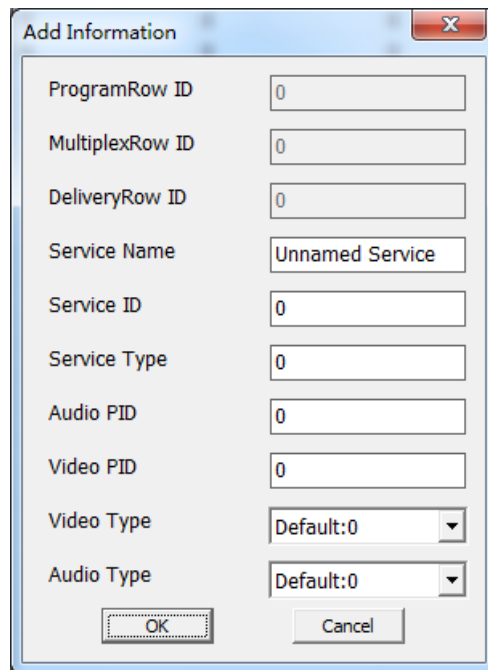 Add Information
x
ProgramRow ID 0
MultiplexRow ID 0
DeliveryRow ID 0
Service Name Unnamed Service
Service ID 0
Service Type 0
Audio PID 0
Video PID 0
Video Type Default:0
Audio Type Default:0
OK Cancel